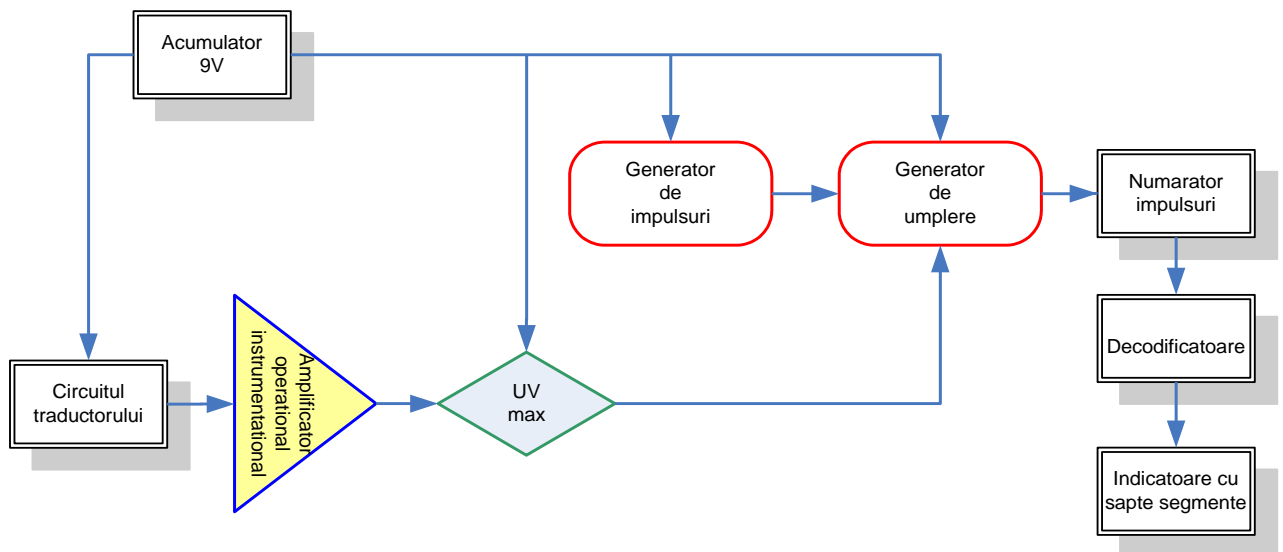 Acumulator
9V
Generator
de
impulsuri
Generator
de
umplere
Numarator
impulsuri
Decodificatoare
Circuitul
traductorului
Amplificator
operational
instrumentational
UV
max
Indicatoare cu
sapte segmente